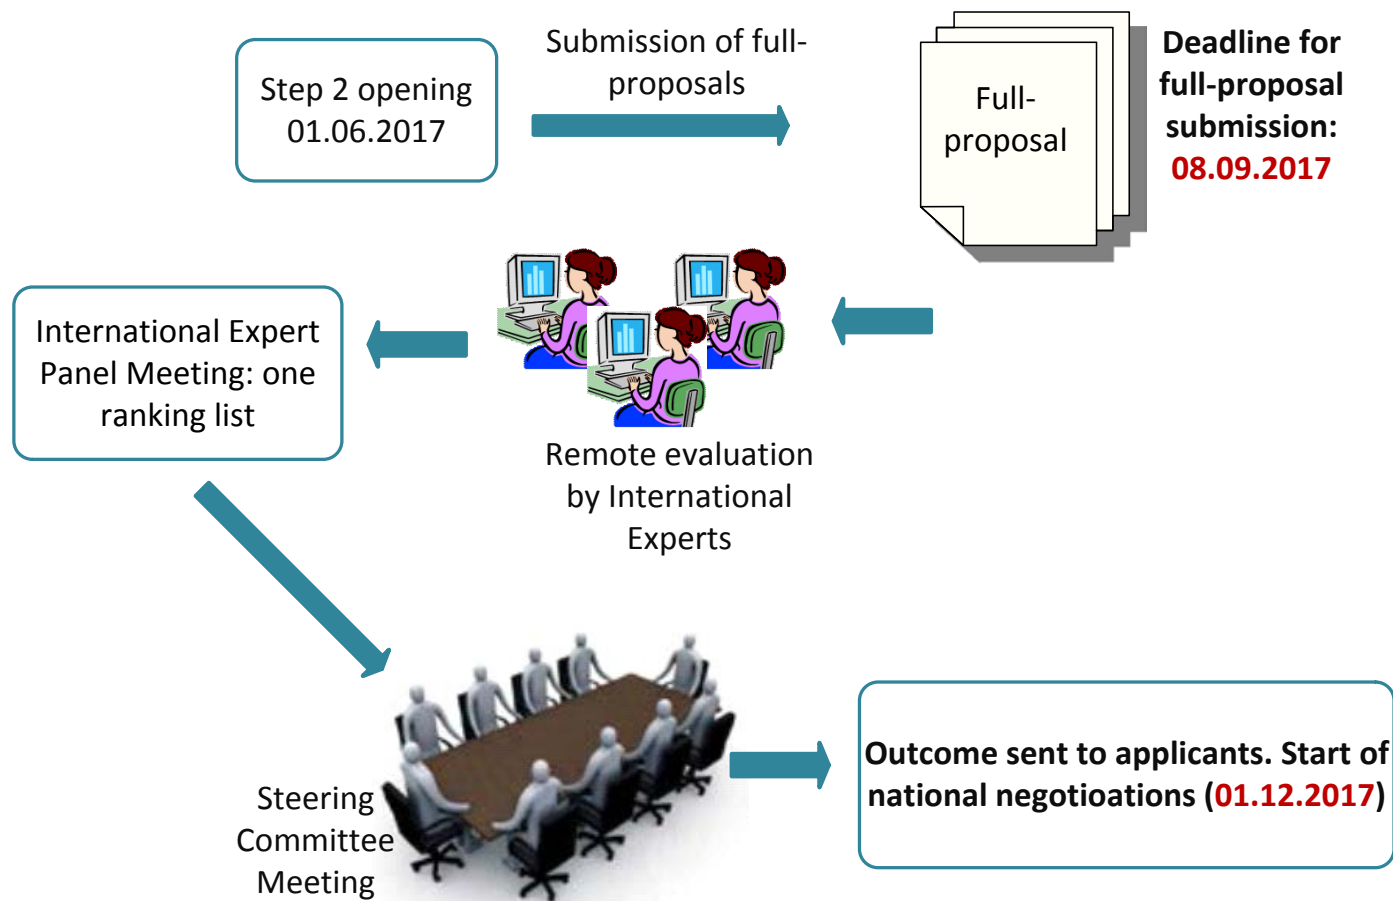 Step 2 opening
01.06.2017
Submission of full-
proposals
Full-
proposal
Deadline for
full-proposal
submission:
08.09.2017
International Expert
Panel Meeting: one
ranking list
Remote evaluation
by International
Experts
Steering
Committee
Meeting
Outcome sent to applicants. Start of
national negotioations (01.12.2017)